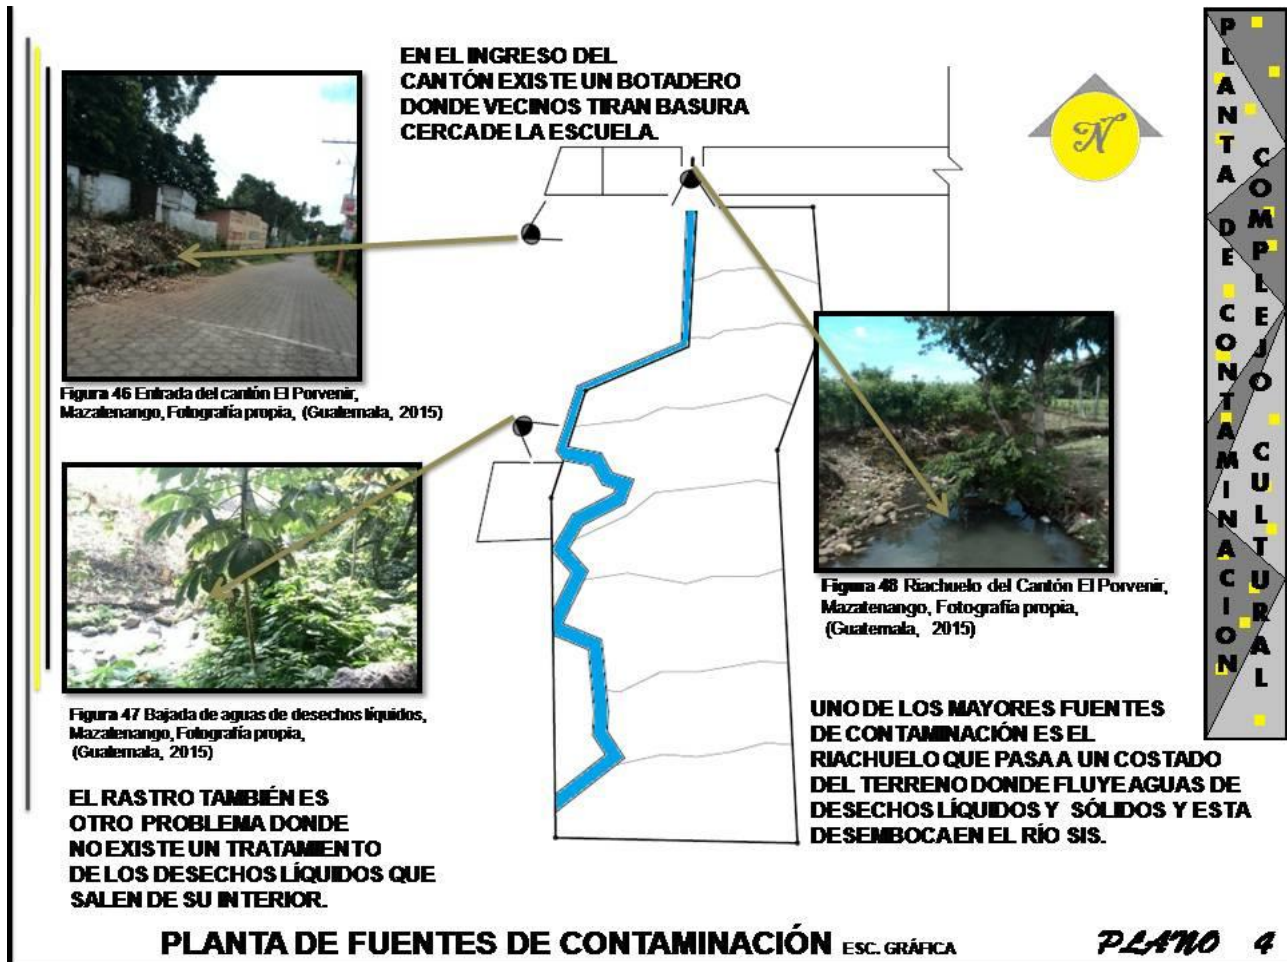 EN EL INGRESO DEL
CANTÓN EXISTE UN BOTADERO
DONDE VECINOS TIRAN BASURA
CERCA DE LA ESCUELA.
N
Figura 46 Entrada del cantón El Porvenir,
Mazatenango, Fotografía propia, (Guatemala, 2015)
Figura 47 Bajada de aguas de desechos líquidos,
Mazatenango, Fotografía propia,
(Guatemala, 2015)
EL RASTRO TAMBIÉN ES
OTRO PROBLEMA DONDE
NO EXISTE UN TRATAMIENTO
DE LOS DESECHOS LÍQUIDOS QUE
SALEN DE SU INTERIOR.
Figura 48 Riachuelo del Cantón El Porvenir,
Mazatenango, Fotografía propia,
(Guatemala, 2015)
UNO DE LOS MAYORES FUENTES
DE CONTAMINACIÓN ES EL
RIACHUELO QUE PASA A UN COSTADO
DEL TERRENO DONDE FLUYE AGUAS DE
DESECHOS LÍQUIDOS Y SÓLIDOS Y ESTA
DESEMBOCA EN EL RÍO SIS.
PLANTA DE CONTAMINACION
COMPLEJO CULTURAL
PLANTA DE FUENTES DE CONTAMINACIÓN ESC. GRÁFICA
PLANO 4